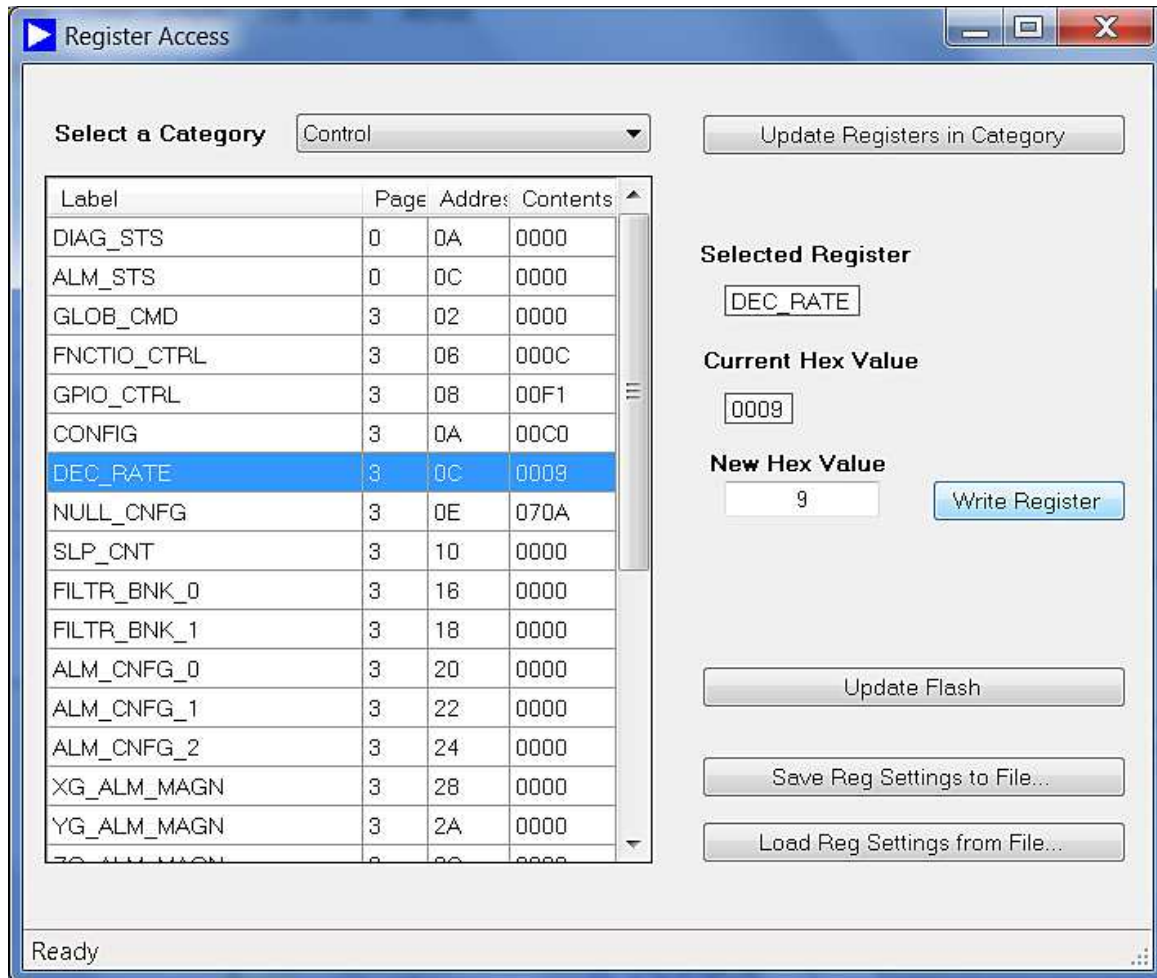 Register Access
Select a Category Control
Update Registers in Category
Label Page Addre Contents
DIAG_STS 0 0A 0000
ALM_STS 0 0C 0000
GLOB_CMD 3 02 0000
FNCTIO_CTRL 3 06 000C
GPIO_CTRL 3 08 00F1
CONFIG 3 0A 00C0
DEC_RATE 3 0C 0009
NULL_CNFG 3 0E 070A
SLP_CNT 3 10 0000
FILTR_BNK_0 3 16 0000
FILTR_BNK_1 3 18 0000
ALM_CNFG_0 3 20 0000
ALM_CNFG_1 3 22 0000
ALM_CNFG_2 3 24 0000
XG_ALM_MAGN 3 28 0000
YG_ALM_MAGN 3 2A 0000
Selected Register
DEC_RATE
Current Hex Value
0009
New Hex Value
9 Write Register
Update Flash
Save Reg Settings to File...
Load Reg Settings from File...
Ready